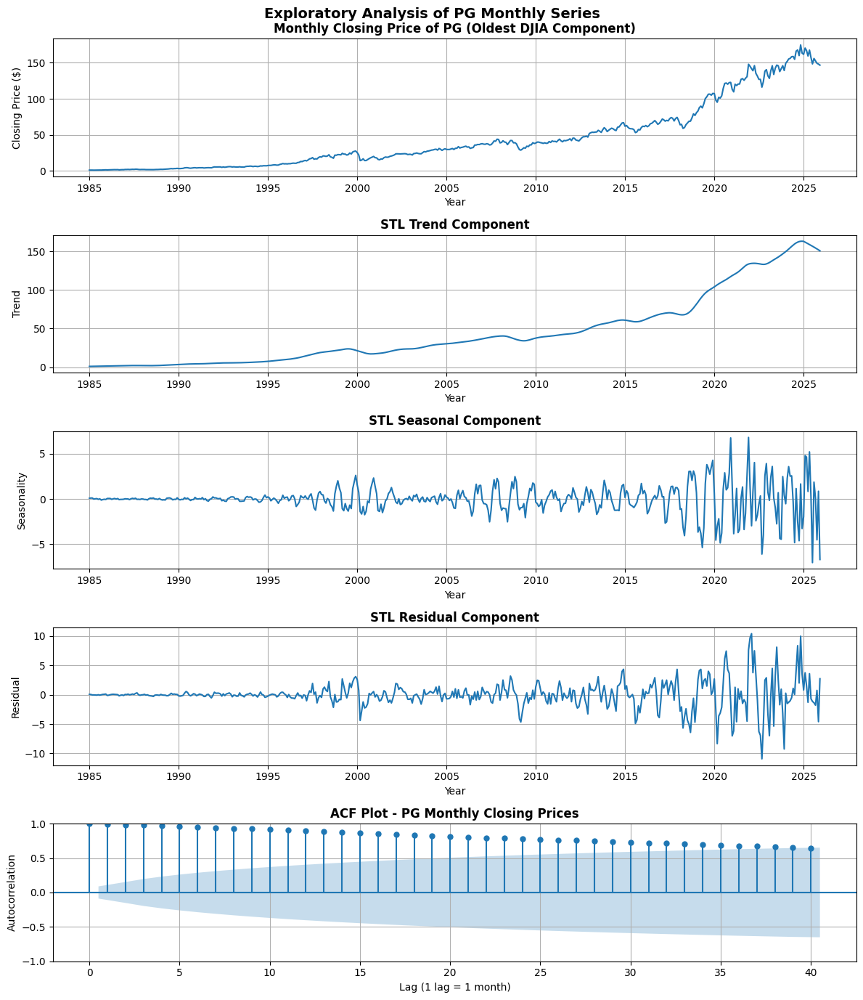 Exploratory Analysis of PG Monthly Series
Monthly Closing Price of PG (Oldest DJIA Component)
Closing Price ($)
150
100
50
0
1985 1990 1995 2000 2005 2010 2015 2020 2025
Year
STL Trend Component
Trend
150
100
50
0
1985 1990 1995 2000 2005 2010 2015 2020 2025
Year
STL Seasonal Component
Seasonality
5
0
−5
1985 1990 1995 2000 2005 2010 2015 2020 2025
Year
STL Residual Component
Residual
10
5
0
−5
−10
1985 1990 1995 2000 2005 2010 2015 2020 2025
Year
ACF Plot - PG Monthly Closing Prices
Autocorrelation
1.0
0.5
0.0
−0.5
−1.0
0 5 10 15 20 25 30 35 40
Lag (1 lag = 1 month)